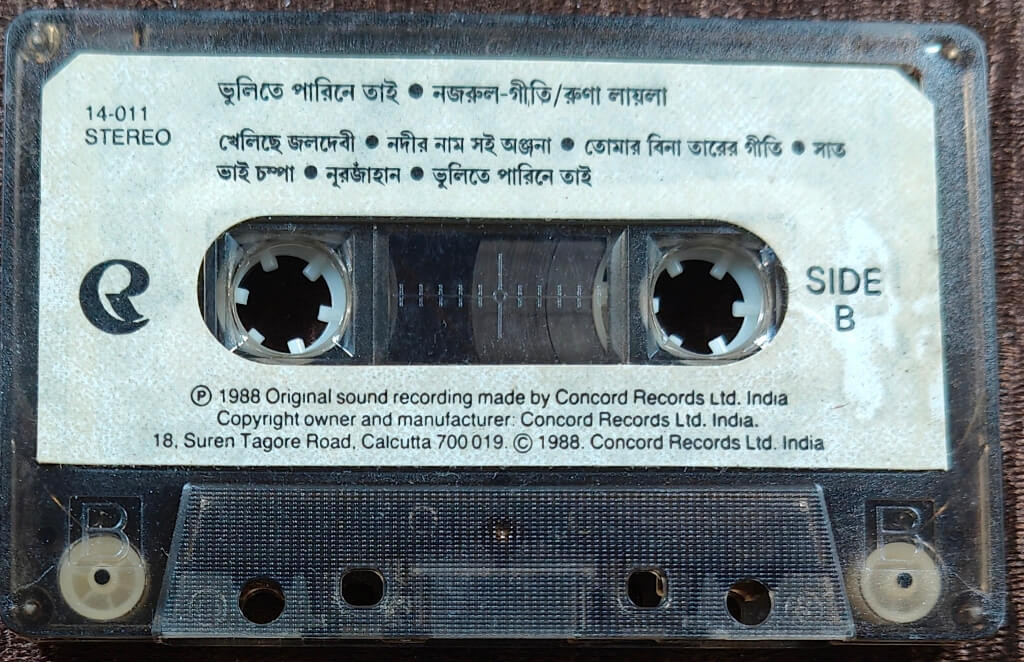 ভুলিতে পারিনে তাই ● নজরুল-গীতি/রুণা লায়লা
14-011
STEREO
খেলিছে জলদেবী ● নদীর নাম সই অঞ্জনা ● তোমার বিনা তারের গীতি ● সাত
ভাই চম্পা ● নূরজাঁহান ● ভুলিতে পারিনে তাই
SIDE
B
Ⓟ 1988 Original sound recording made by Concord Records Ltd. India
Copyright owner and manufacturer: Concord Records Ltd. India.
18, Suren Tagore Road, Calcutta 700 019. © 1988. Concord Records Ltd. India
B
B